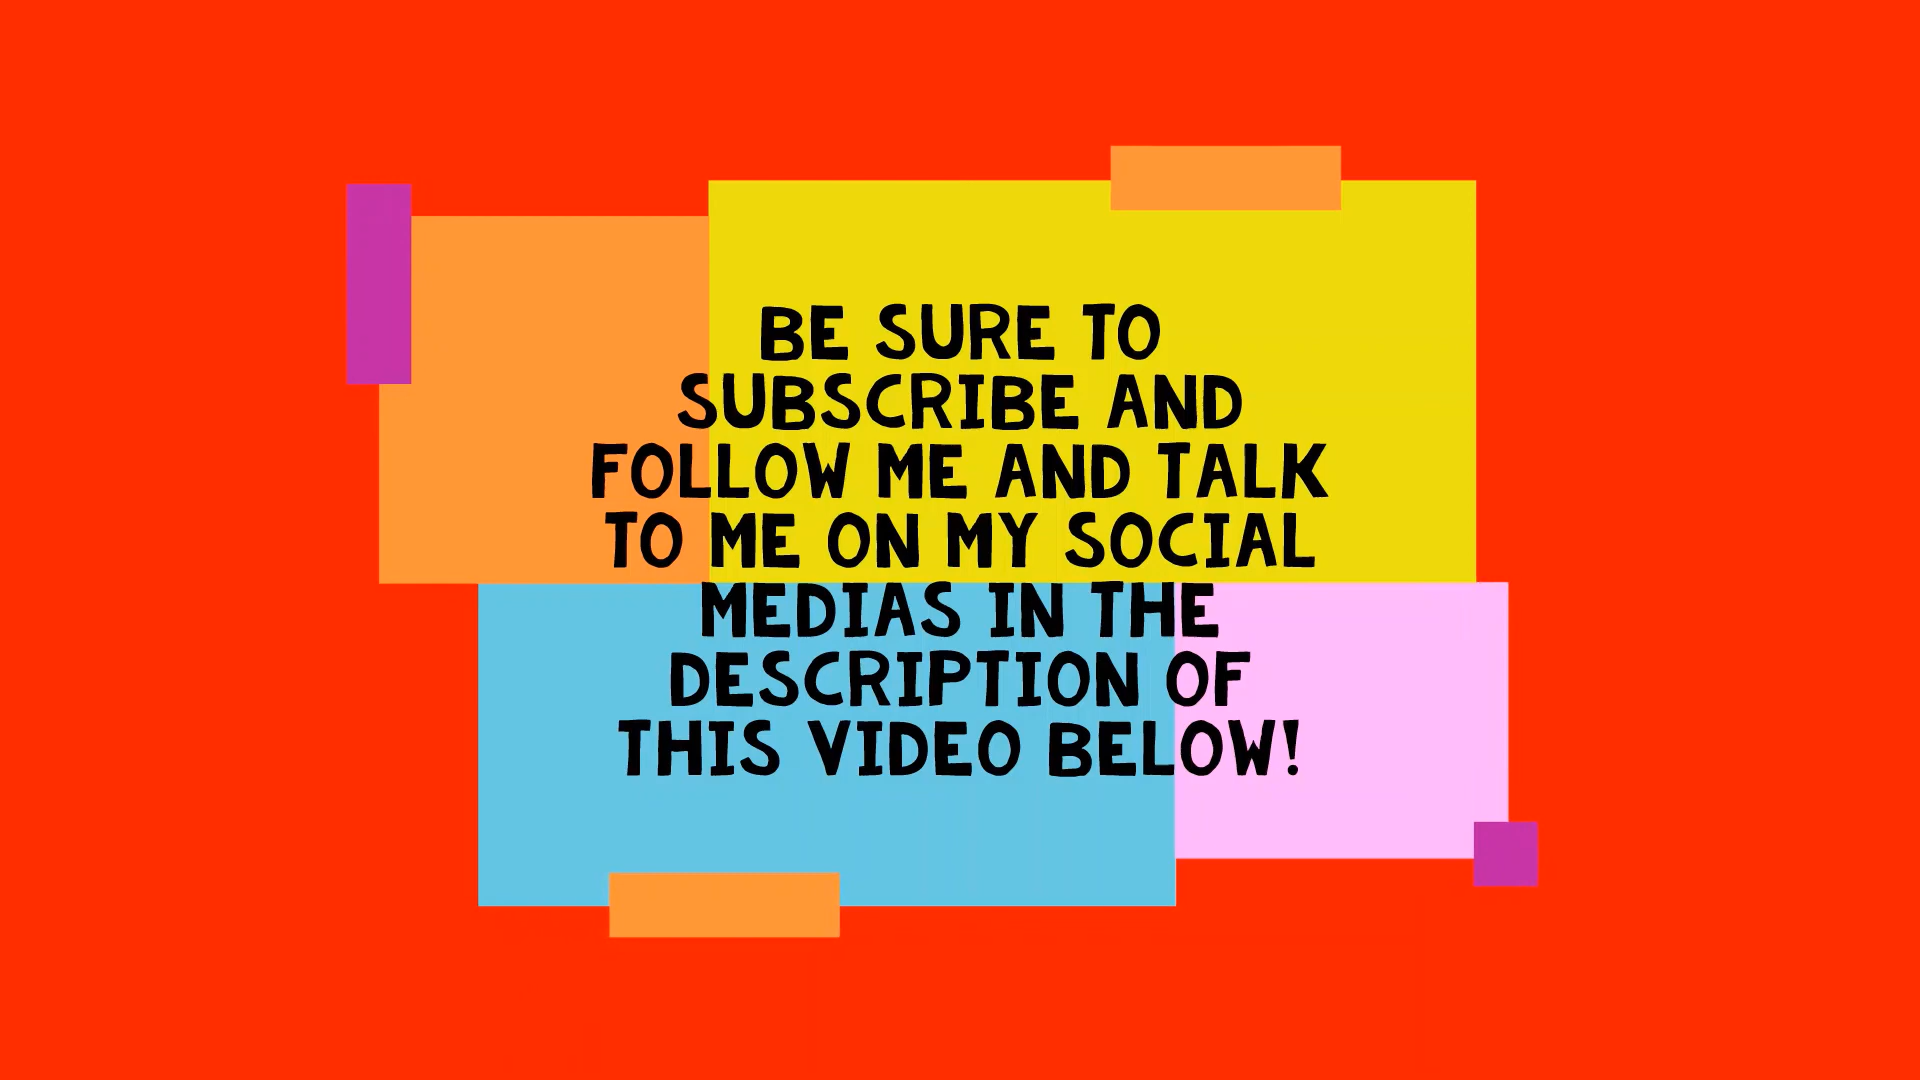 BE SURE TO
SUBSCRIBE AND
FOLLOW ME AND TALK
TO ME ON MY SOCIAL
MEDIAS IN THE
DESCRIPTION OF
THIS VIDEO BELOW!